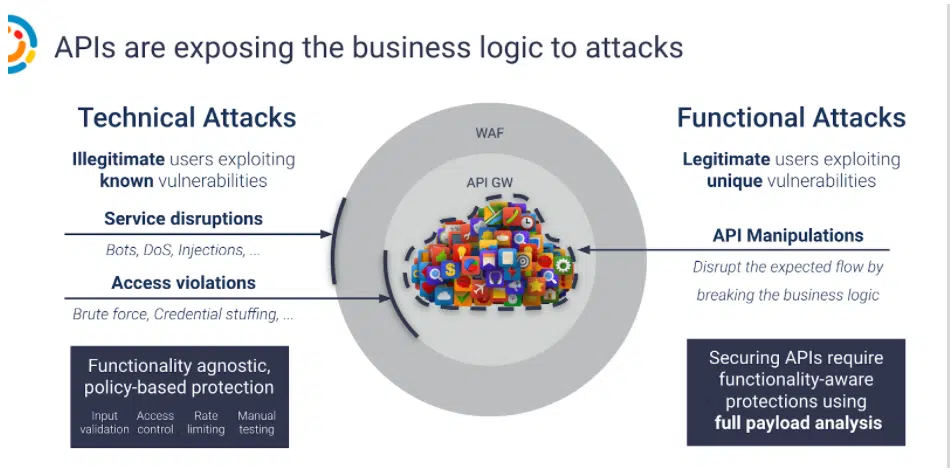 APIs are exposing the business logic to attacks
Technical Attacks
Illegitimate users exploiting
known vulnerabilities
Service disruptions
Bots, DoS, Injections, ...
Access violations
Brute force, Credential stuffing, ...
Functionality agnostic,
policy-based protection
Input validation
Access control
Rate limiting
Manual testing
WAF
API GW
Functional Attacks
Legitimate users exploiting
unique vulnerabilities
API Manipulations
Disrupt the expected flow by
breaking the business logic
Securing APIs require
functionality-aware
protections using
full payload analysis